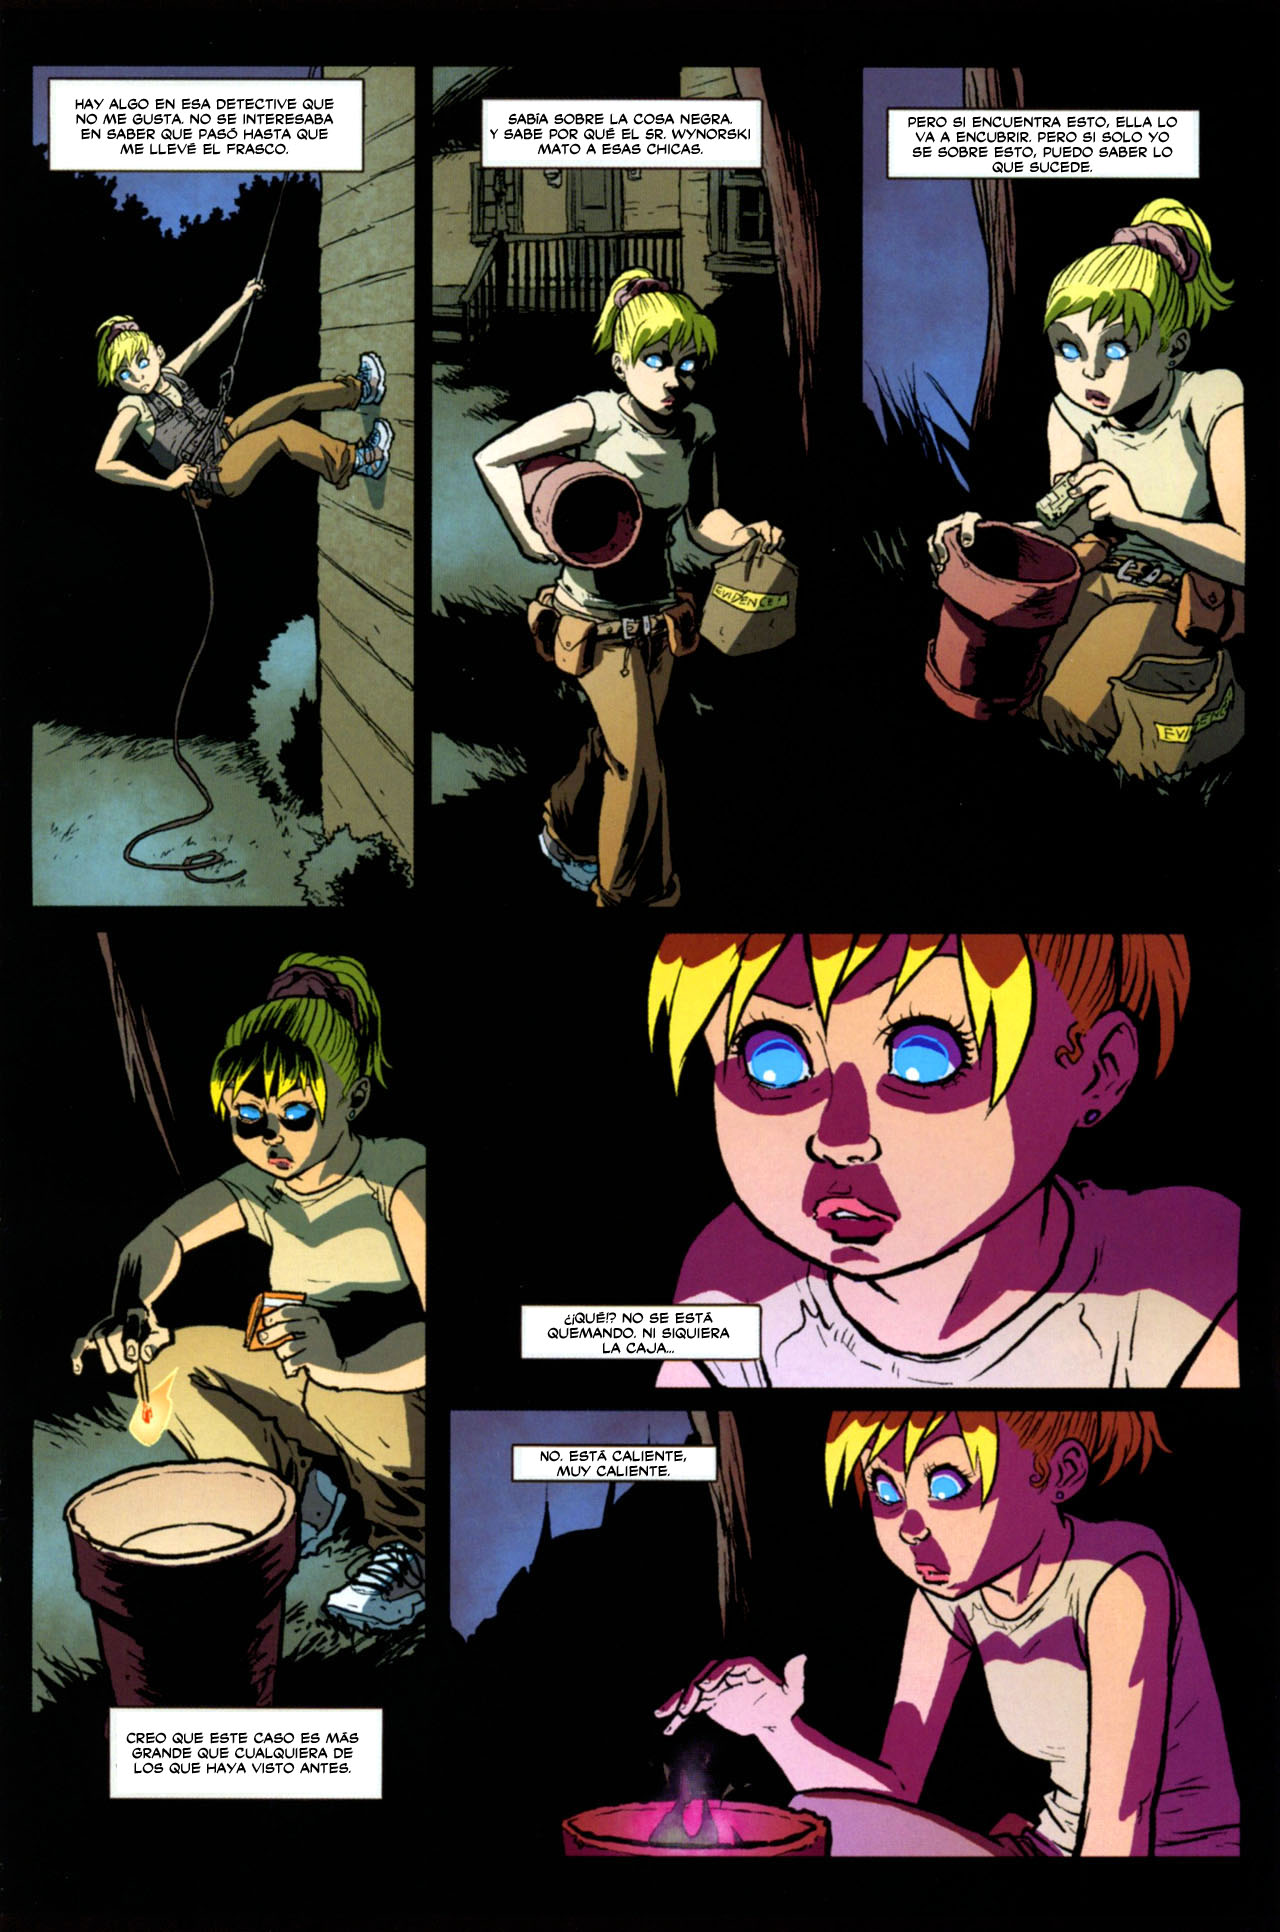 HAY ALGO EN ESA DETECTIVE QUE
NO ME GUSTA. NO SE INTERESABA
EN SABER QUE PASÓ HASTA QUE
ME LLEVÉ EL FRASCO.
SABÍA SOBRE LA COSA NEGRA.
Y SABE POR QUÉ EL SR. WYNORSKI
MATO A ESAS CHICAS.
EVIDENCE
PERO SI ENCUENTRA ESTO, ELLA LO
VA A ENCUBRIR. PERO SI SOLO YO
SE SOBRE ESTO, PUEDO SABER LO
QUE SUCEDE.
EVIDENCE
CREO QUE ESTE CASO ES MÁS
GRANDE QUE CUALQUIERA DE
LOS QUE HAYA VISTO ANTES.
¿¡QUÉ!? NO SE ESTÁ
QUEMANDO. NI SIQUIERA
LA CAJA...
NO. ESTÁ CALIENTE,
MUY CALIENTE.